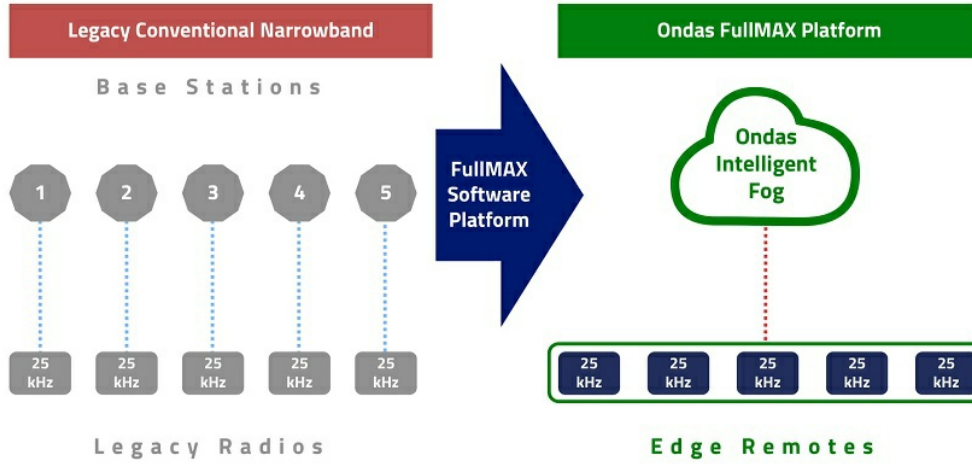 Legacy Conventional Narrowband
Base Stations
1
2
3
4
5
25
kHz
25
kHz
25
kHz
25
kHz
25
kHz
Legacy Radios
FullMAX
Software
Platform
Ondas FullMAX Platform
Ondas
Intelligent
Fog
25
kHz
25
kHz
25
kHz
25
kHz
25
kHz
Edge Remotes